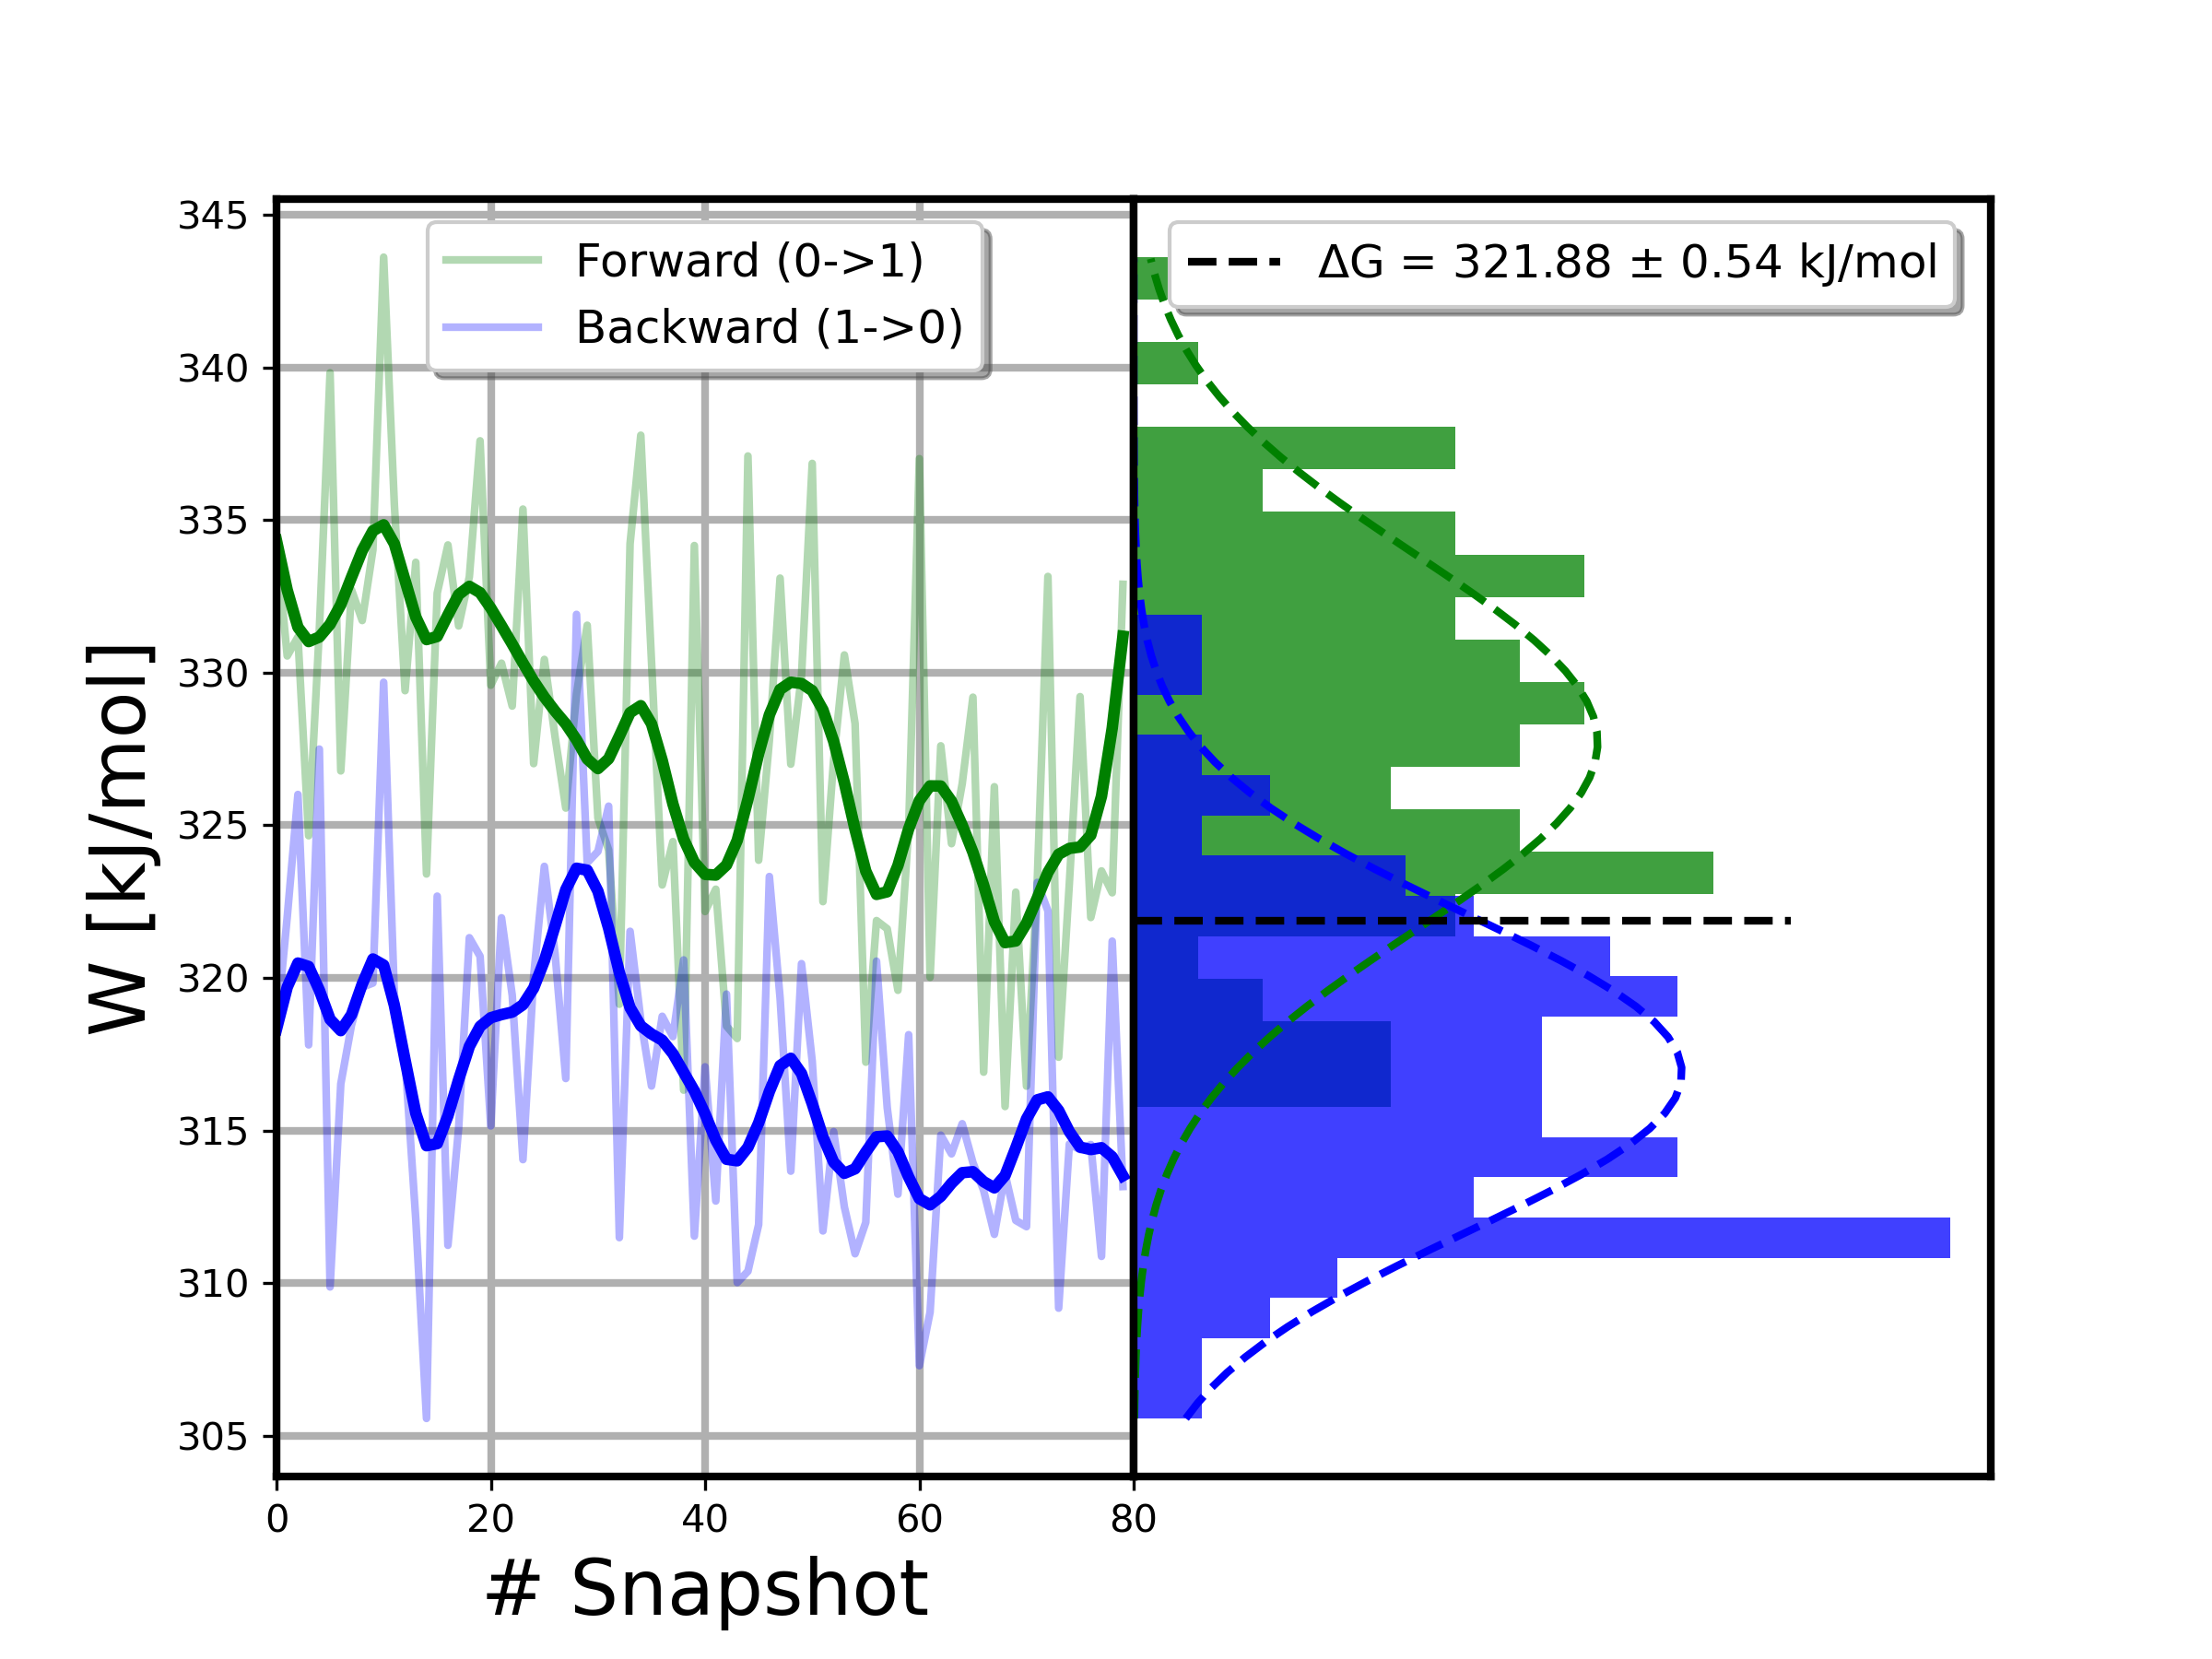 Forward (0->1)
Backward (1->0)
ΔG = 321.88 ± 0.54 kJ/mol
W [kJ/mol]
345
340
335
330
325
320
315
310
305
0 20 40 60 80
# Snapshot